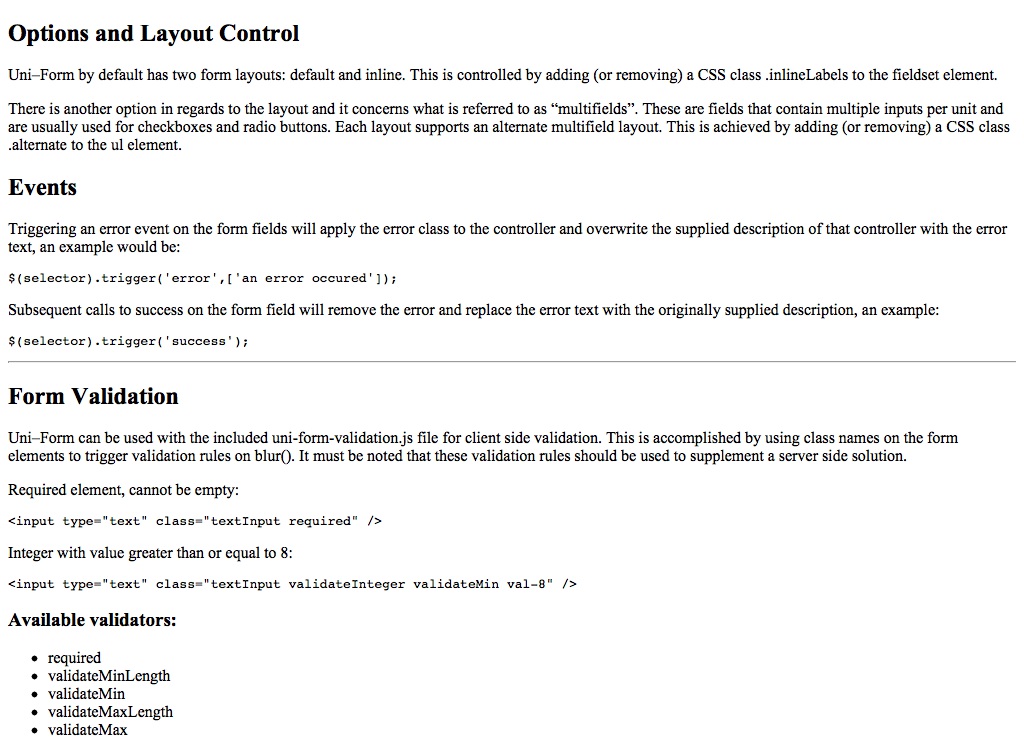 Options and Layout Control
Uni–Form by default has two form layouts: default and inline. This is controlled by adding (or removing) a CSS class .inlineLabels to the fieldset element.
There is another option in regards to the layout and it concerns what is referred to as “multifields”. These are fields that contain multiple inputs per unit and
are usually used for checkboxes and radio buttons. Each layout supports an alternate multifield layout. This is achieved by adding (or removing) a CSS class
.alternate to the ul element.
Events
Triggering an error event on the form fields will apply the error class to the controller and overwrite the supplied description of that controller with the error
text, an example would be:
$(selector).trigger('error',['an error occured']);
Subsequent calls to success on the form field will remove the error and replace the error text with the originally supplied description, an example:
$(selector).trigger('success');
Form Validation
Uni–Form can be used with the included uni-form-validation.js file for client side validation. This is accomplished by using class names on the form
elements to trigger validation rules on blur(). It must be noted that these validation rules should be used to supplement a server side solution.
Required element, cannot be empty:
<input type="text" class="textInput required" />
Integer with value greater than or equal to 8:
<input type="text" class="textInput validateInteger validateMin val-8" />
Available validators:
• required
• validateMinLength
• validateMin
• validateMaxLength
• validateMax